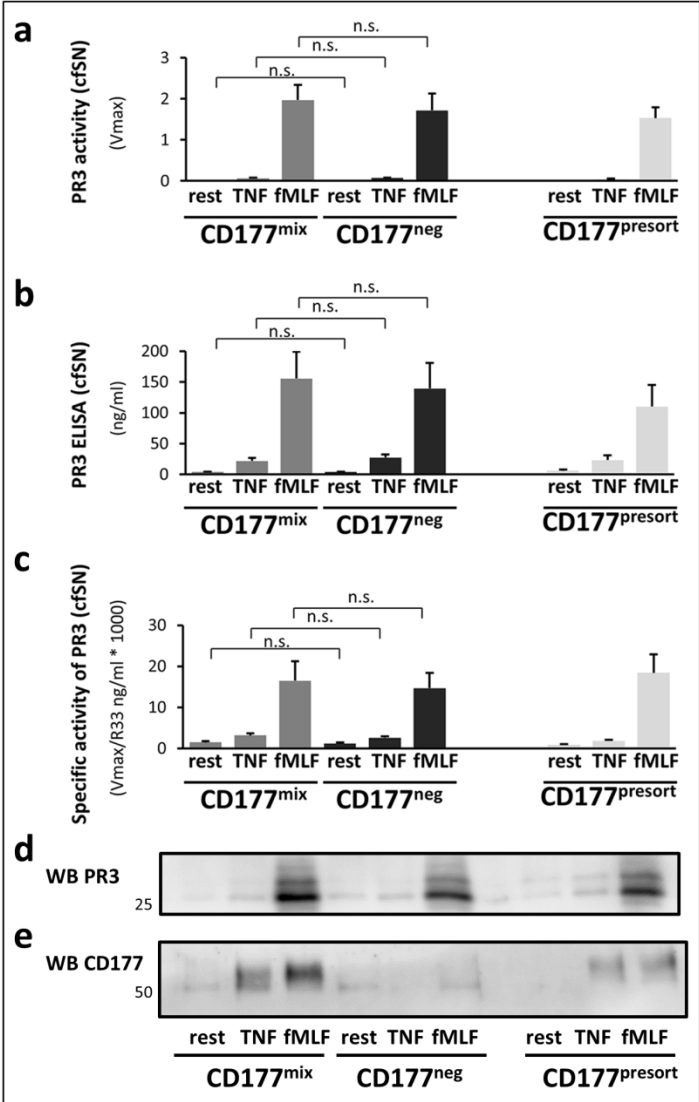 a
PR3 activity (cfSN)
(Vmax)
3
2
1
0
n.s.
n.s.
n.s.
rest TNF fMLF rest TNF fMLF rest TNF fMLF
CD177mix CD177neg CD177presort
b
PR3 ELISA (cfSN)
(ng/ml)
200
150
100
50
0
n.s.
n.s.
n.s.
rest TNF fMLF rest TNF fMLF rest TNF fMLF
CD177mix CD177neg CD177presort
c
Specific activity of PR3 (cfSN)
(Vmax/R33 ng/ml * 1000)
30
20
10
0
n.s.
n.s.
n.s.
rest TNF fMLF rest TNF fMLF rest TNF fMLF
CD177mix CD177neg CD177presort
d
WB PR3
25
e
WB CD177
50
rest TNF fMLF rest TNF fMLF rest TNF fMLF
CD177mix CD177neg CD177presort